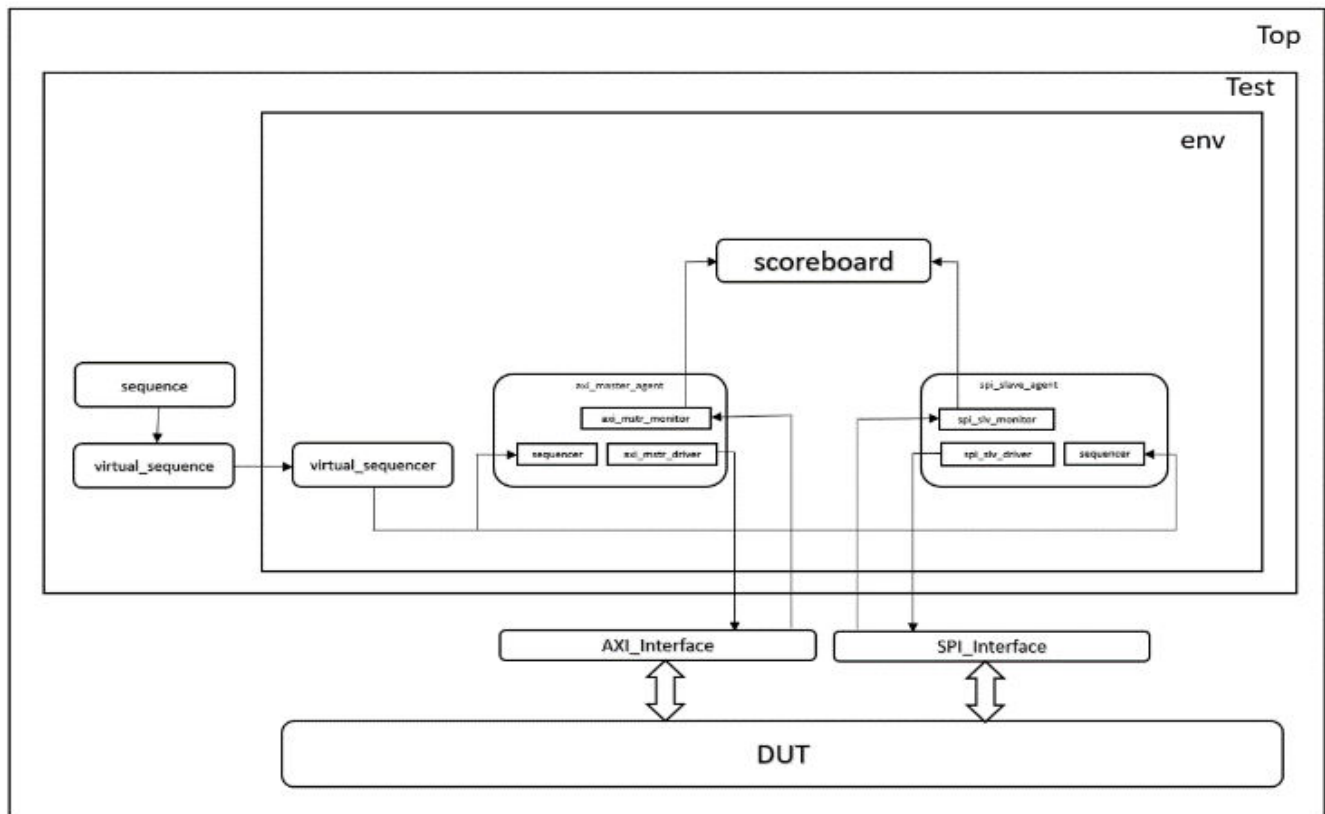 Top
Test
env
scoreboard
sequence
virtual_sequence
virtual_sequencer
axi_master_agent
axi_mstr_monitor
sequencer
axi_mstr_driver
spi_slave_agent
spi_slv_monitor
spi_slv_driver
sequencer
AXI_Interface
SPI_Interface
DUT